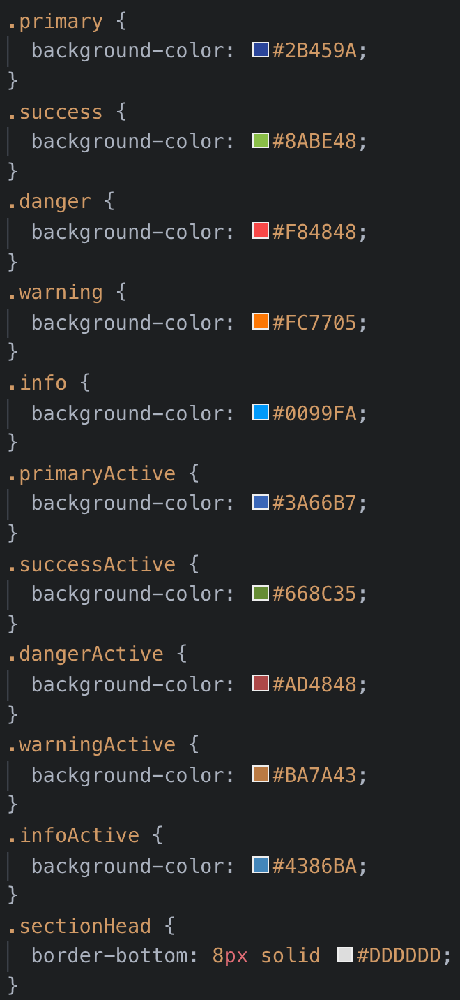 .primary {
  background-color: #2B459A;
}
.success {
  background-color: #8ABE48;
}
.danger {
  background-color: #F84848;
}
.warning {
  background-color: #FC7705;
}
.info {
  background-color: #0099FA;
}
.primaryActive {
  background-color: #3A66B7;
}
.successActive {
  background-color: #668C35;
}
.dangerActive {
  background-color: #AD4848;
}
.warningActive {
  background-color: #BA7A43;
}
.infoActive {
  background-color: #4386BA;
}
.sectionHead {
  border-bottom: 8px solid #DDDDDD;
}